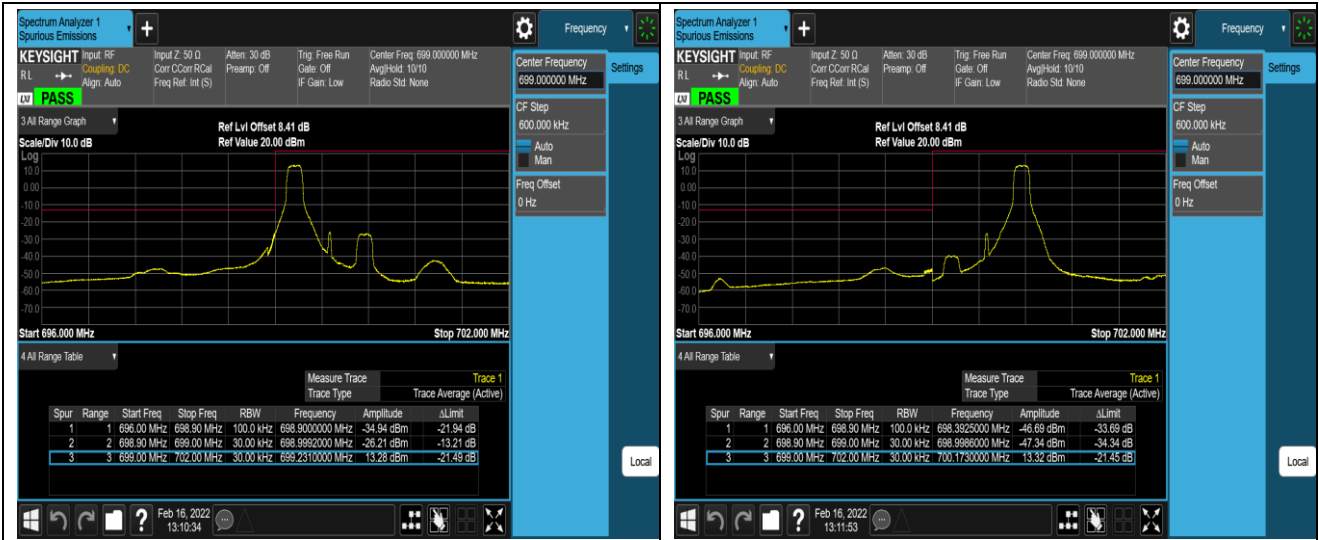 Spectrum Analyzer 1
Spurious Emissions
Frequency
KEYSIGHT Input: RF Input Z: 50 Ω Atten: 30 dB Trig: Free Run Center Freq: 699.000000 MHz
R L Coupling: DC Corr CCorr RCal Preamp: Off Gate: Off Avg|Hold: 10/10
Align: Auto Freq Ref: Int (S) IF Gain: Low Radio Std: None
PASS
Center Frequency
699.000000 MHz
Settings
CF Step
600.000 kHz
Auto
Man
Freq Offset
0 Hz
3 All Range Graph
Ref Lvl Offset 8.41 dB
Scale/Div 10.0 dB Ref Value 20.00 dBm
Log
10.0
0.00
-10.0
-20.0
-30.0
-40.0
-50.0
-60.0
-70.0
Start 696.000 MHz Stop 702.000 MHz
4 All Range Table
Measure Trace Trace 1
Trace Type Trace Average (Active)
Spur Range Start Freq Stop Freq RBW Frequency Amplitude ΔLimit
1 1 696.00 MHz 698.90 MHz 100.0 kHz 698.9000000 MHz -34.94 dBm -21.94 dB
2 2 698.90 MHz 699.00 MHz 30.00 kHz 698.9992000 MHz -26.21 dBm -13.21 dB
3 3 699.00 MHz 702.00 MHz 30.00 kHz 699.2310000 MHz 13.28 dBm -21.49 dB
Local
?
Feb 16, 2022
13:10:34
Spectrum Analyzer 1
Spurious Emissions
Frequency
KEYSIGHT Input: RF Input Z: 50 Ω Atten: 30 dB Trig: Free Run Center Freq: 699.000000 MHz
R L Coupling: DC Corr CCorr RCal Preamp: Off Gate: Off Avg|Hold: 10/10
Align: Auto Freq Ref: Int (S) IF Gain: Low Radio Std: None
PASS
Center Frequency
699.000000 MHz
Settings
CF Step
600.000 kHz
Auto
Man
Freq Offset
0 Hz
3 All Range Graph
Ref Lvl Offset 8.41 dB
Scale/Div 10.0 dB Ref Value 20.00 dBm
Log
10.0
0.00
-10.0
-20.0
-30.0
-40.0
-50.0
-60.0
-70.0
Start 696.000 MHz Stop 702.000 MHz
4 All Range Table
Measure Trace Trace 1
Trace Type Trace Average (Active)
Spur Range Start Freq Stop Freq RBW Frequency Amplitude ΔLimit
1 1 696.00 MHz 698.90 MHz 100.0 kHz 698.3925000 MHz -46.69 dBm -33.69 dB
2 2 698.90 MHz 699.00 MHz 30.00 kHz 698.9986000 MHz -47.34 dBm -34.34 dB
3 3 699.00 MHz 702.00 MHz 30.00 kHz 700.1730000 MHz 13.32 dBm -21.45 dB
Local
?
Feb 16, 2022
13:11:53